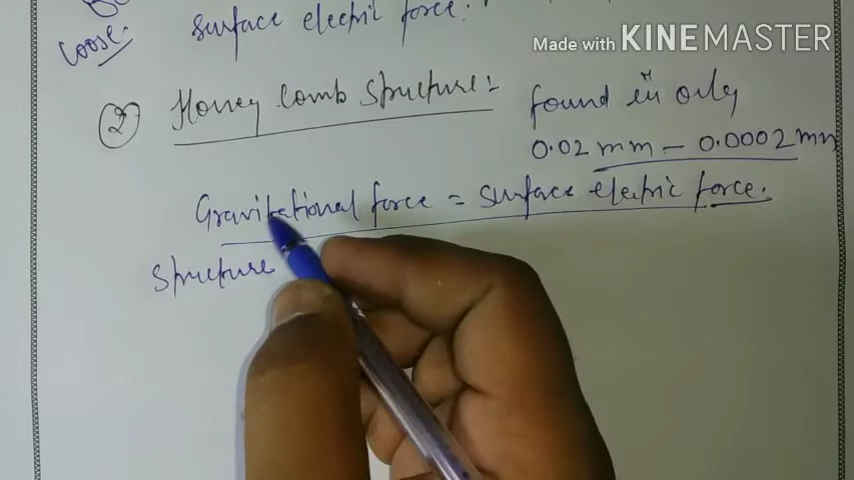 surface electric force.
Loose.
Made with KINEMASTER
② Honey Comb Structure:-
found in only
0.02 mm - 0.0002 mm
Gravitational force = surface electric force.
Structure